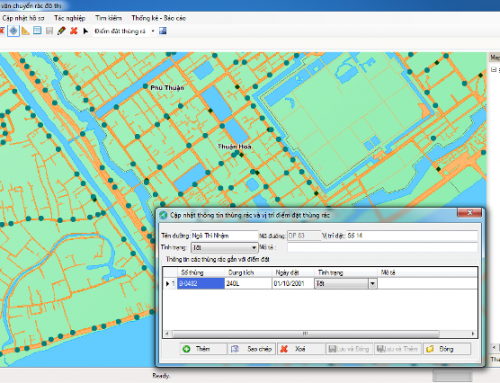 vận chuyển rác đô thị
Cập nhật hồ sơ Tác nghiệp Tìm kiếm Thống kê - Báo cáo
Điểm đặt thùng rá
Map
Phú Thuận
Thuận Hoà
Cập nhật thông tin thùng rác và vị trí điểm đặt thùng rác
Tên đường: Ngô Thì Nhậm Mã đường: OP 83 Vị trí đặt: Số 14
Tình trạng: Tốt Mô tả:
Thông tin các thùng rác gắn với điểm đặt
Số thùng Dung tích Ngày đặt Tình trạng Mô tả
1 B-0482 240L 01/10/2001 Tốt
Thêm Sao chép Xoá Lưu và Đóng Lưu và Thêm Đóng
Ready.
Tha